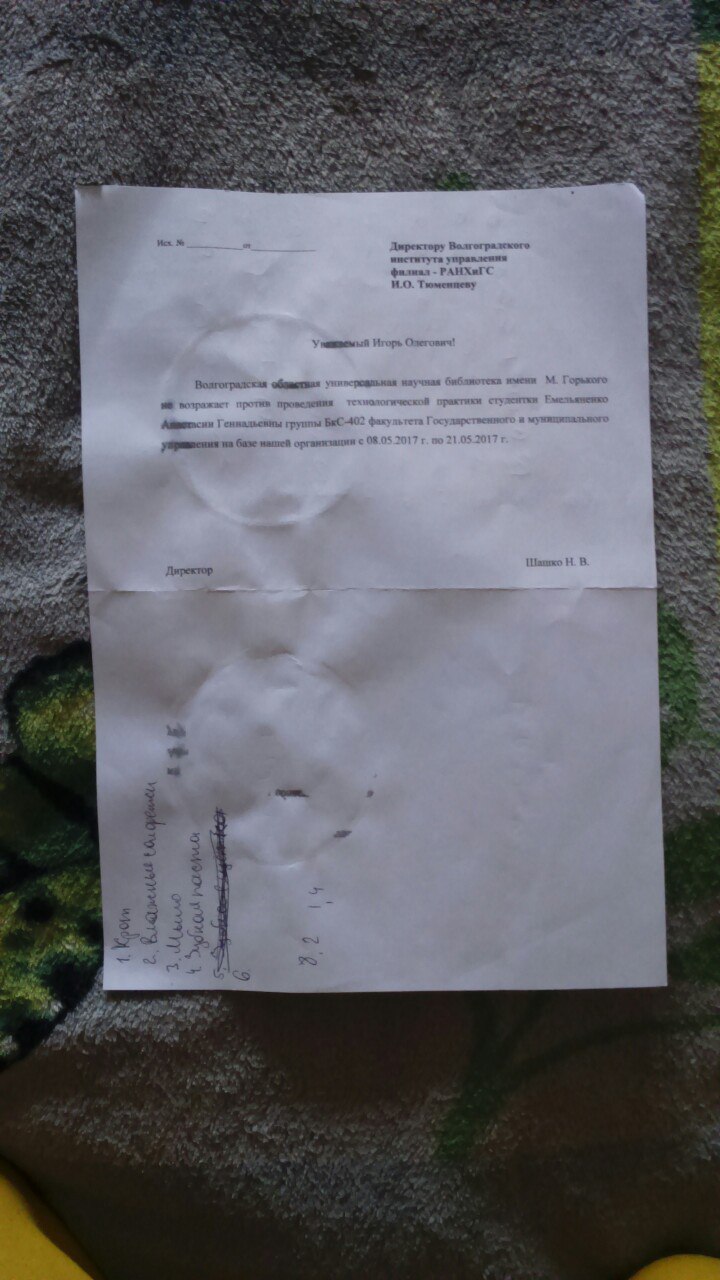 Исх. № ____________от______________
Директору Волгоградского
института управления
филиал - РАНХиГС
И.О. Тюменцеву
Уважаемый Игорь Олегович!
Волгоградская областная универсальная научная библиотека имени М. Горького
не возражает против проведения технологической практики студентки Емельяненко
Анастасии Геннадьевны группы БкС-402 факультета Государственного и муниципального
управления на базе нашей организации с 08.05.2017 г. по 21.05.2017 г.
Директор
Шашко Н. В.
1. Крот
2. Влажные салфетки
3. Мыло
4. Зубная паста
5.
6.
8,2 1,4